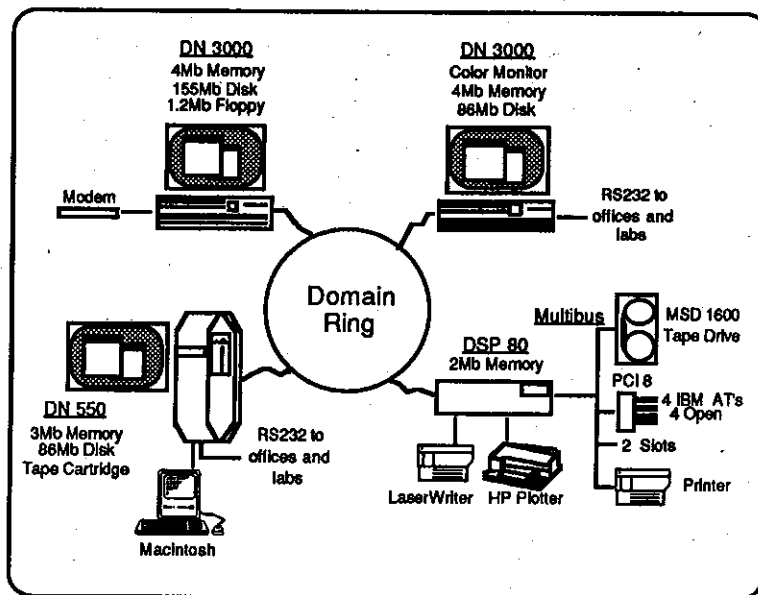 DN 3000
4Mb Memory
155Mb Disk
1.2Mb Floppy
DN 3000
Color Monitor
4Mb Memory
86Mb Disk
Modem
RS232 to
offices and
labs
Domain
Ring
Multibus
MSD 1600
Tape Drive
DSP 80
2Mb Memory
PCI 8
4 IBM AT's
4 Open
2 Slots
Printer
LaserWriter
HP Plotter
DN 550
3Mb Memory
86Mb Disk
Tape Cartridge
RS232 to
offices and
labs
Macintosh